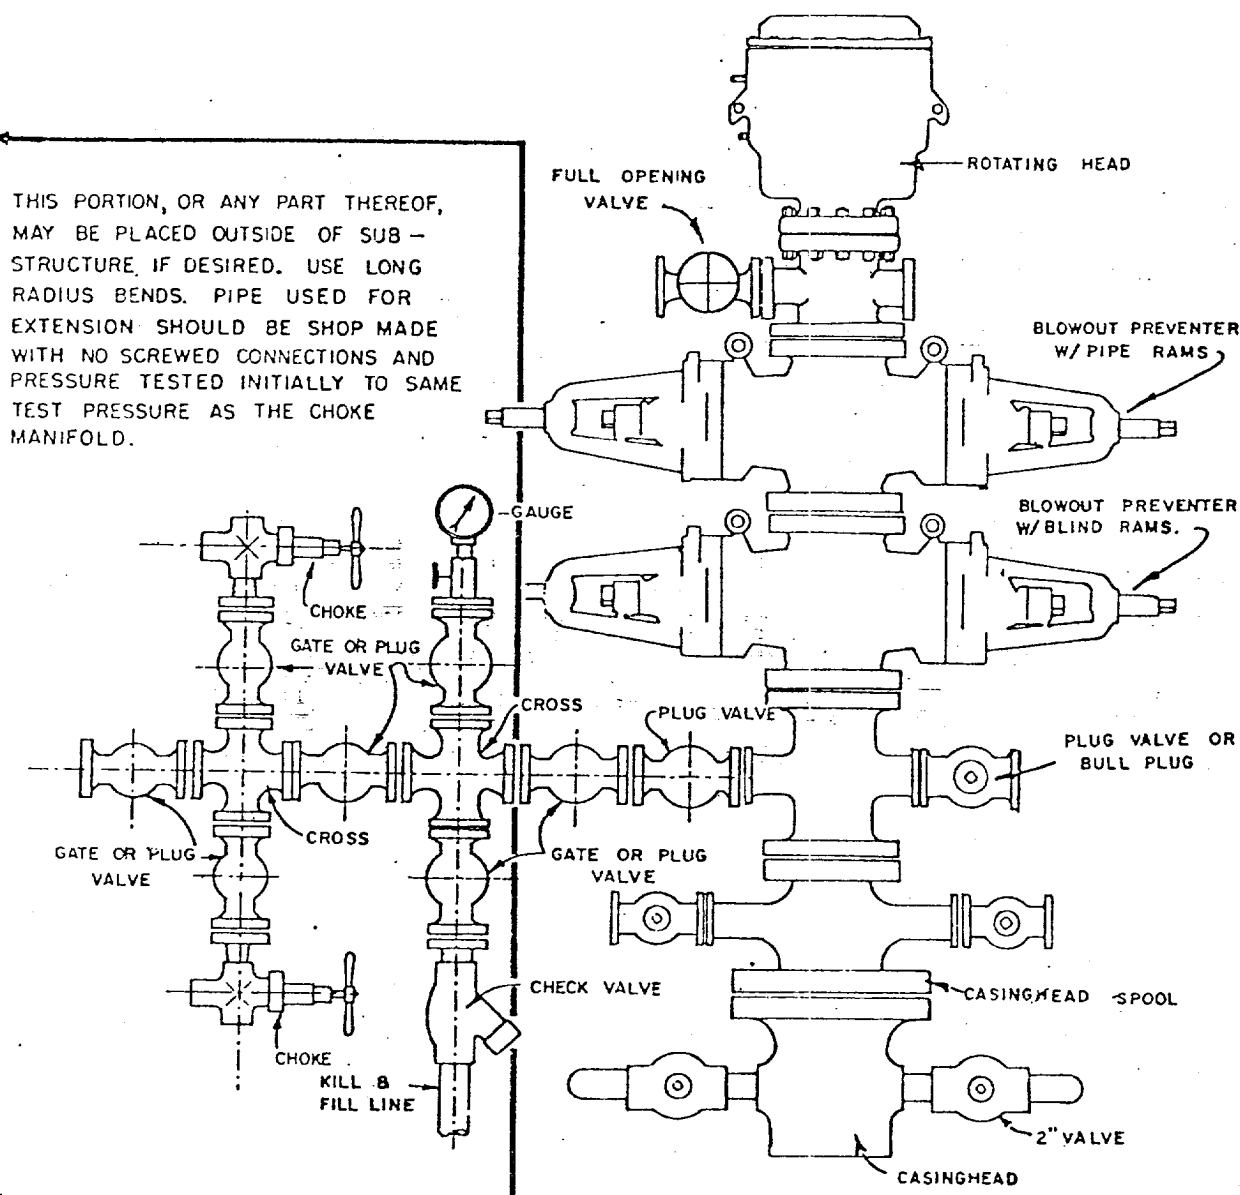 ROTATING HEAD
FULL OPENING
VALVE
THIS PORTION, OR ANY PART THEREOF,
MAY BE PLACED OUTSIDE OF SUB-
STRUCTURE IF DESIRED. USE LONG
RADIUS BENDS. PIPE USED FOR
EXTENSION SHOULD BE SHOP MADE
WITH NO SCREWED CONNECTIONS AND
PRESSURE TESTED INITIALLY TO SAME
TEST PRESSURE AS THE CHOKE
MANIFOLD.
BLOWOUT PREVENTER
W/ PIPE RAMS
GAUGE
BLOWOUT PREVENTER
W/ BLIND RAMS.
CHOKE
GATE OR PLUG
VALVE
CROSS
PLUG VALVE
PLUG VALVE OR
BULL PLUG
CROSS
GATE OR PLUG
VALVE
GATE OR PLUG
VALVE
CHECK VALVE
CASINGHEAD SPOOL
CHOKE
KILL &
FILL LINE
2" VALVE
CASINGHEAD